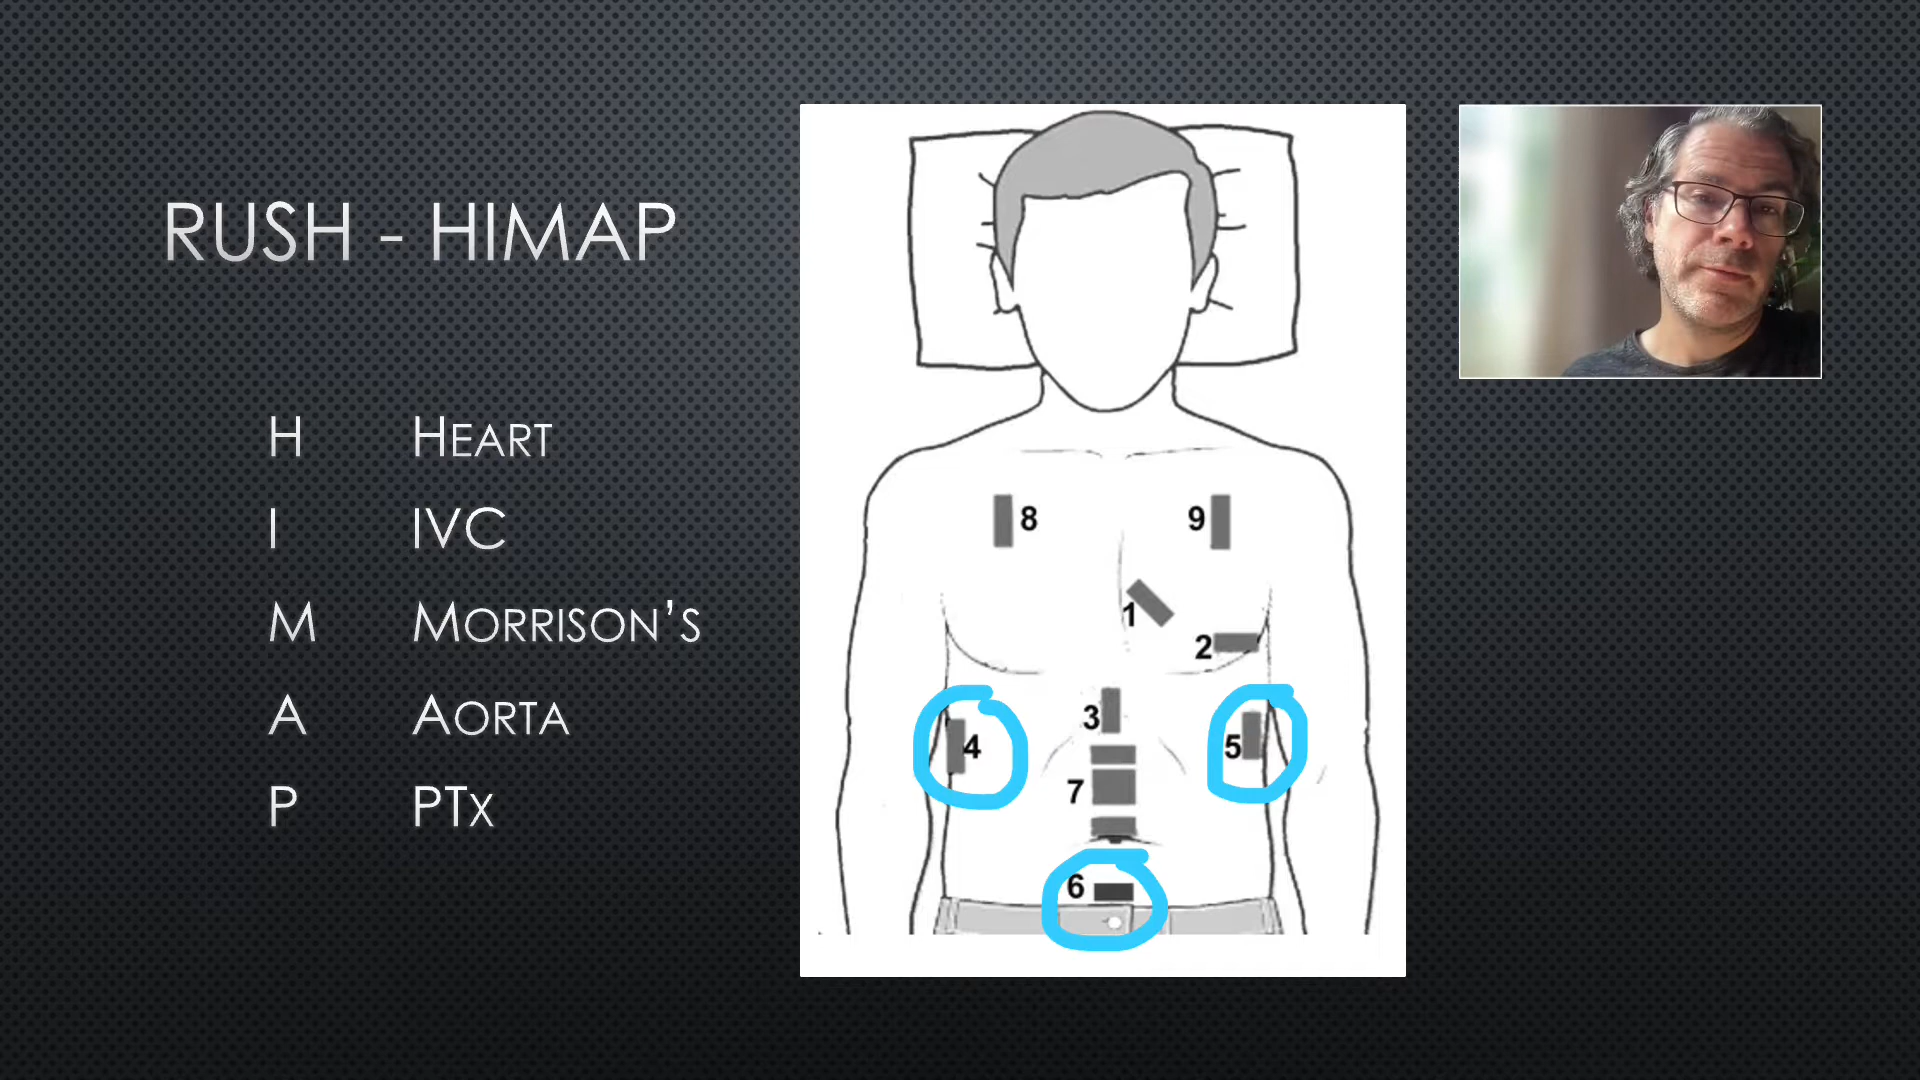 RUSH - HIMAP
H HEART
I IVC
M MORRISON'S
A AORTA
P PTX
8 9
1
2
3
4 5
7
6